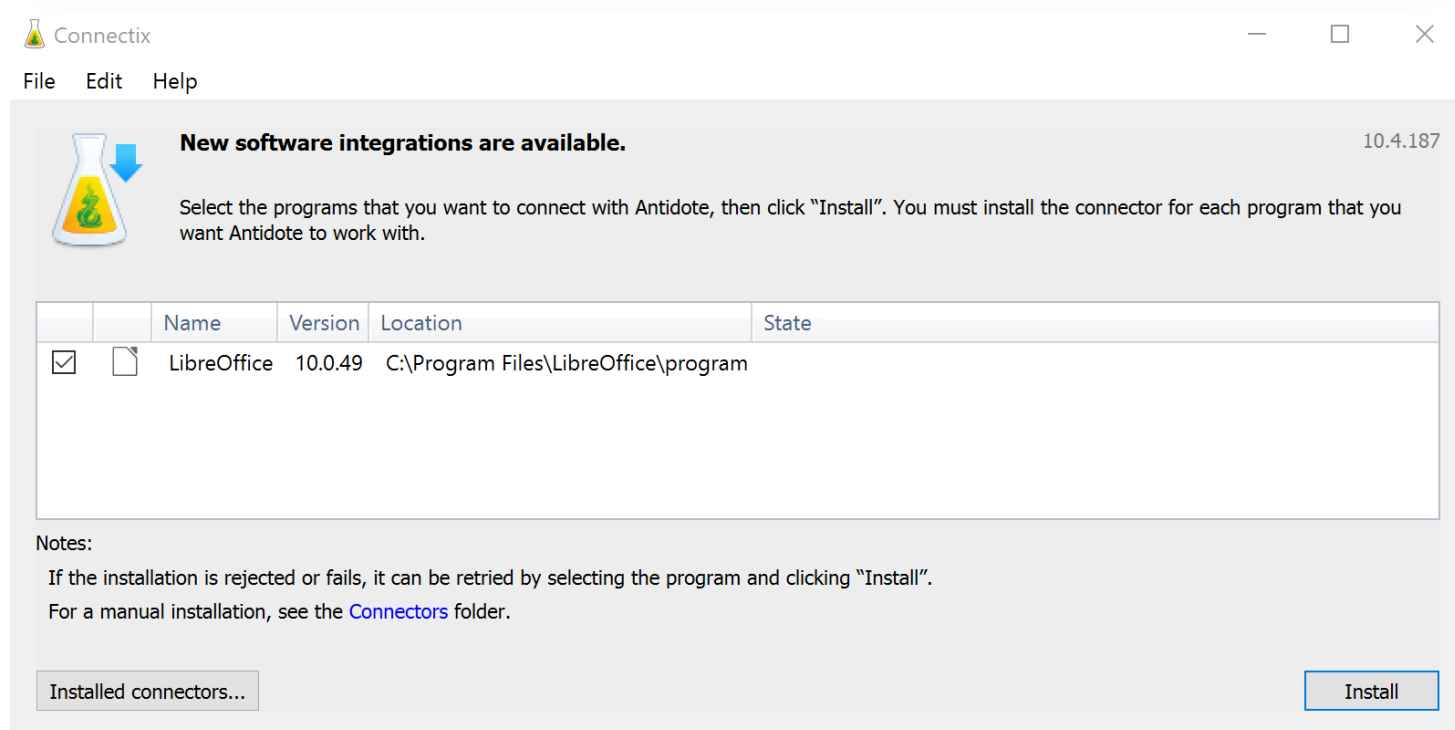 Connectix
File Edit Help
New software integrations are available.
10.4.187
Select the programs that you want to connect with Antidote, then click “Install”. You must install the connector for each program that you
want Antidote to work with.
Name Version Location State
LibreOffice 10.0.49 C:\Program Files\LibreOffice\program
Notes:
If the installation is rejected or fails, it can be retried by selecting the program and clicking “Install”.
For a manual installation, see the Connectors folder.
Installed connectors... Install